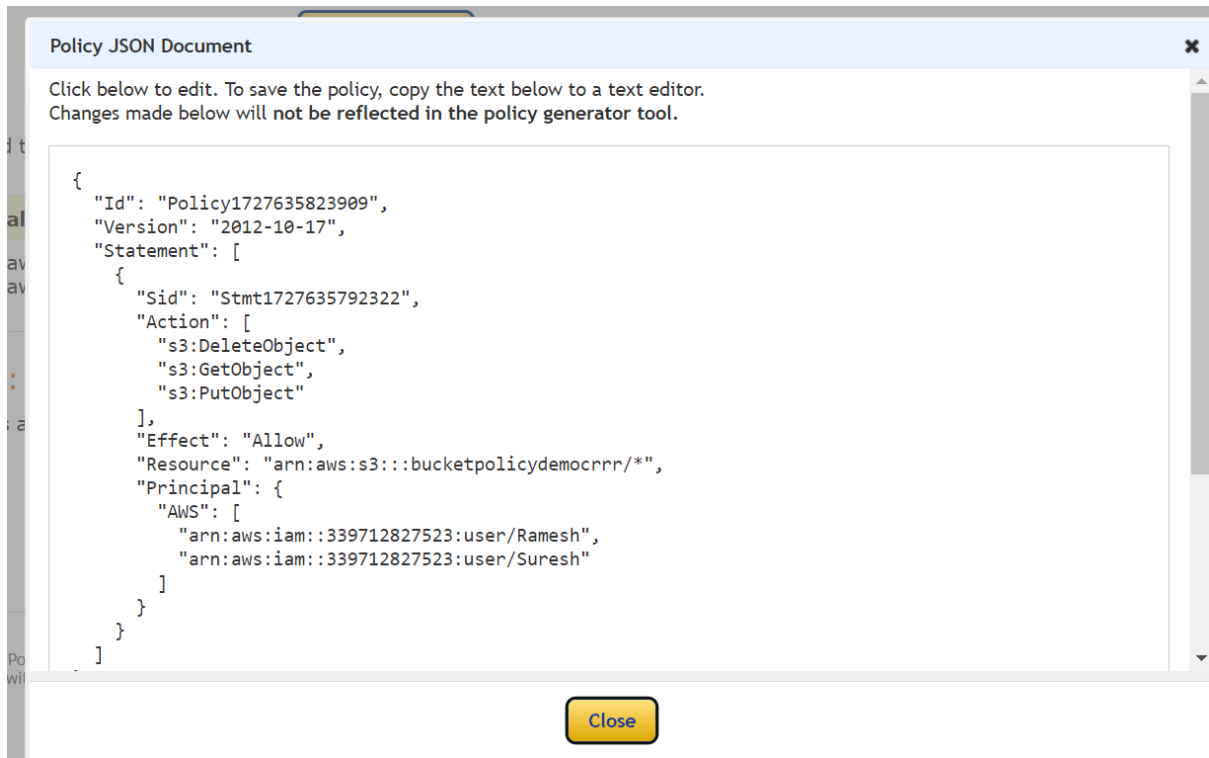 Policy JSON Document
Click below to edit. To save the policy, copy the text below to a text editor.
Changes made below will not be reflected in the policy generator tool.
{
"Id": "Policy1727635823909",
"Version": "2012-10-17",
"Statement": [
{
"Sid": "Stmt1727635792322",
"Action": [
"s3:DeleteObject",
"s3:GetObject",
"s3:PutObject"
],
"Effect": "Allow",
"Resource": "arn:aws:s3:::bucketpolicydemocrrr/*",
"Principal": {
"AWS": [
"arn:aws:iam::339712827523:user/Ramesh",
"arn:aws:iam::339712827523:user/Suresh"
]
}
}
]
Close